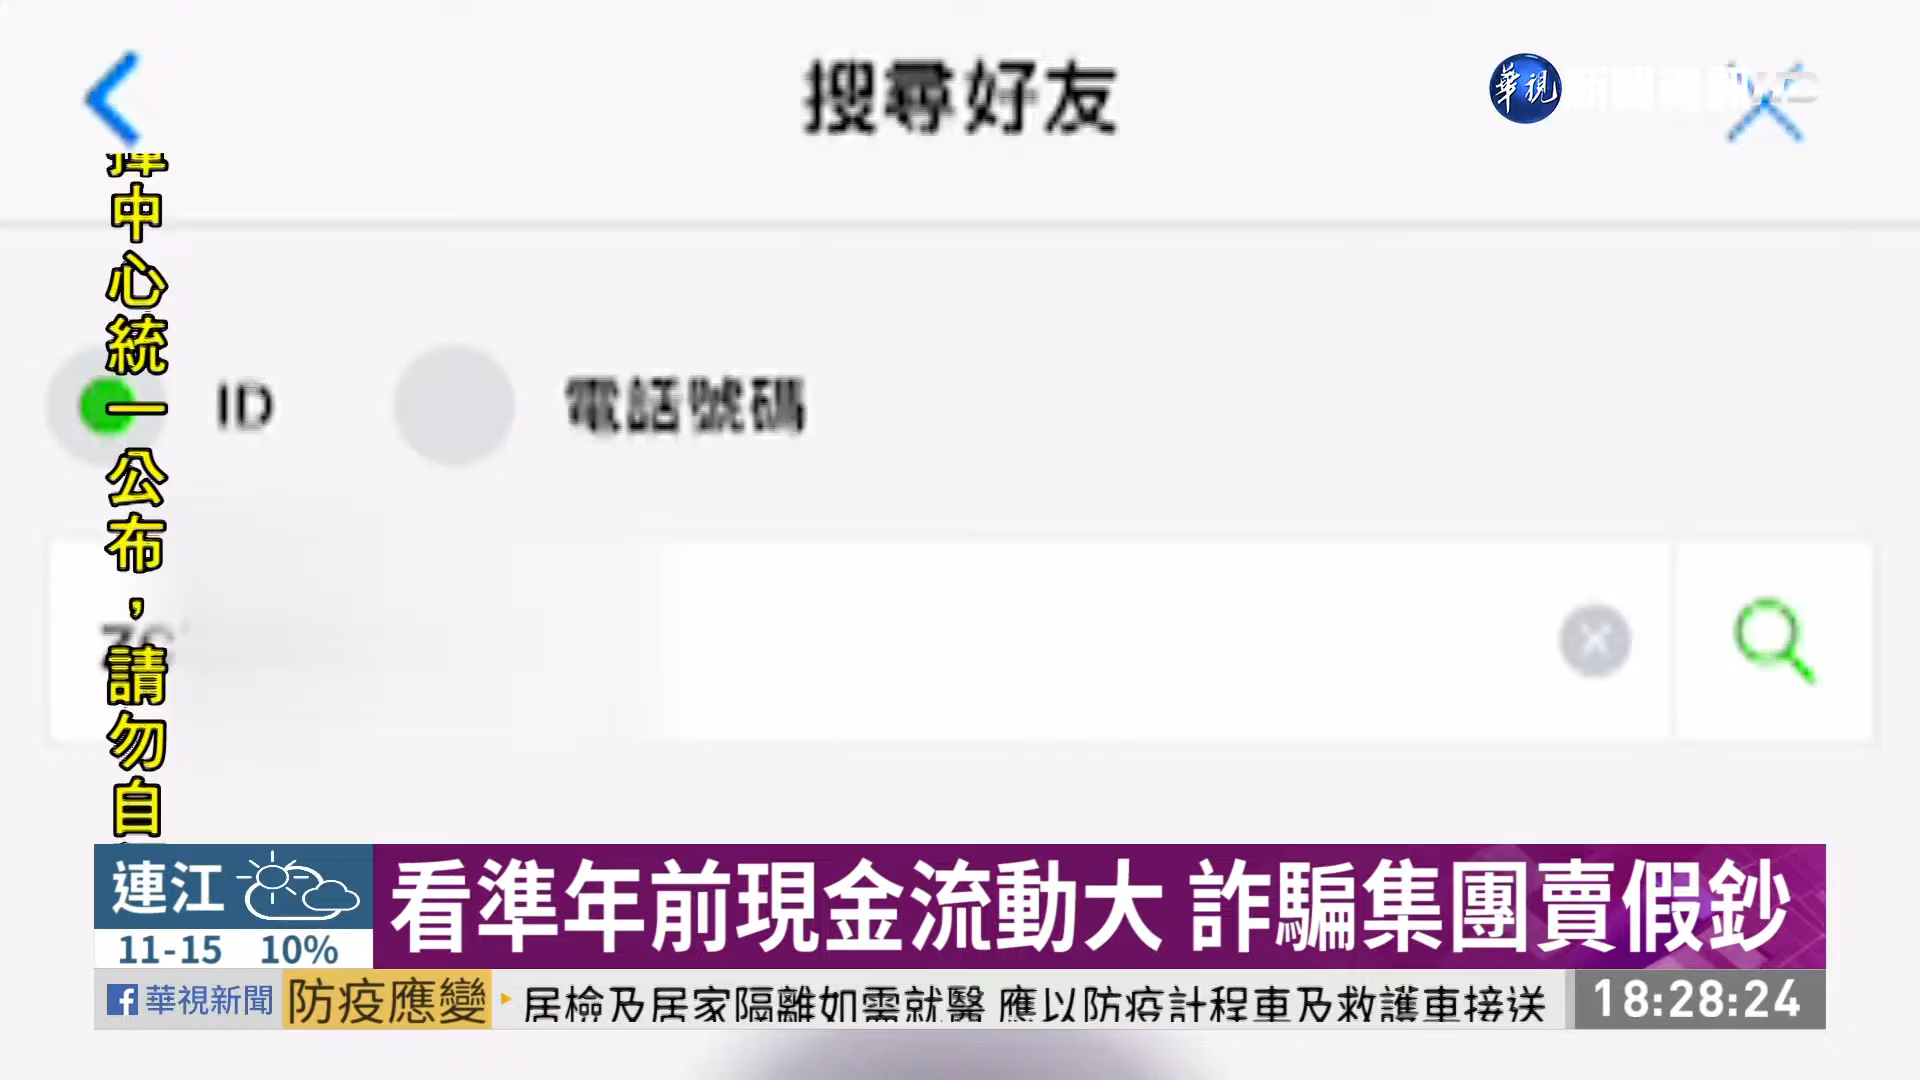 搜尋好友
華視
中心統一公布，請勿自
ID
電話號碼
連江
11-15 10%
看準年前現金流動大 詐騙集團賣假鈔
華視新聞
防疫應變
居檢及居家隔離如需就醫 應以防疫計程車及救護車接送
18:28:24